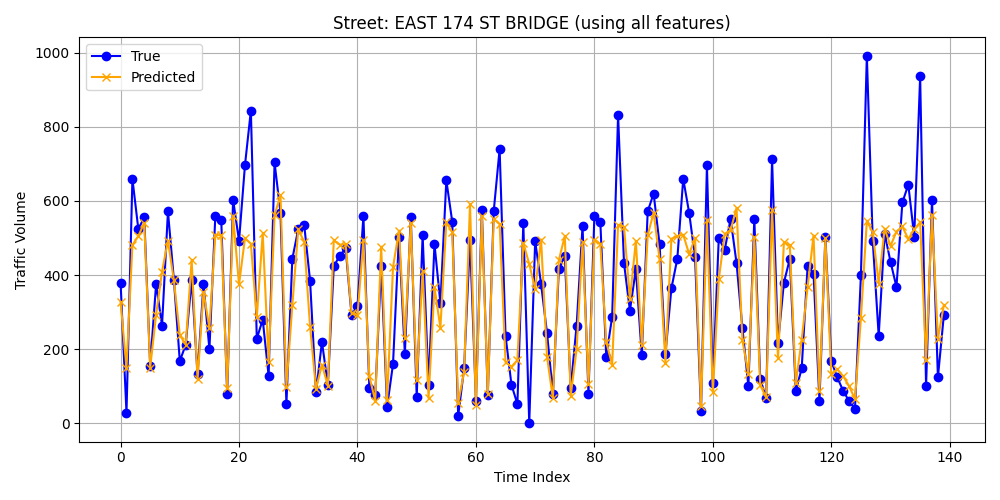 Street: EAST 174 ST BRIDGE (using all features)
True
Predicted
Traffic Volume
1000
800
600
400
200
0
0 20 40 60 80 100 120 140
Time Index